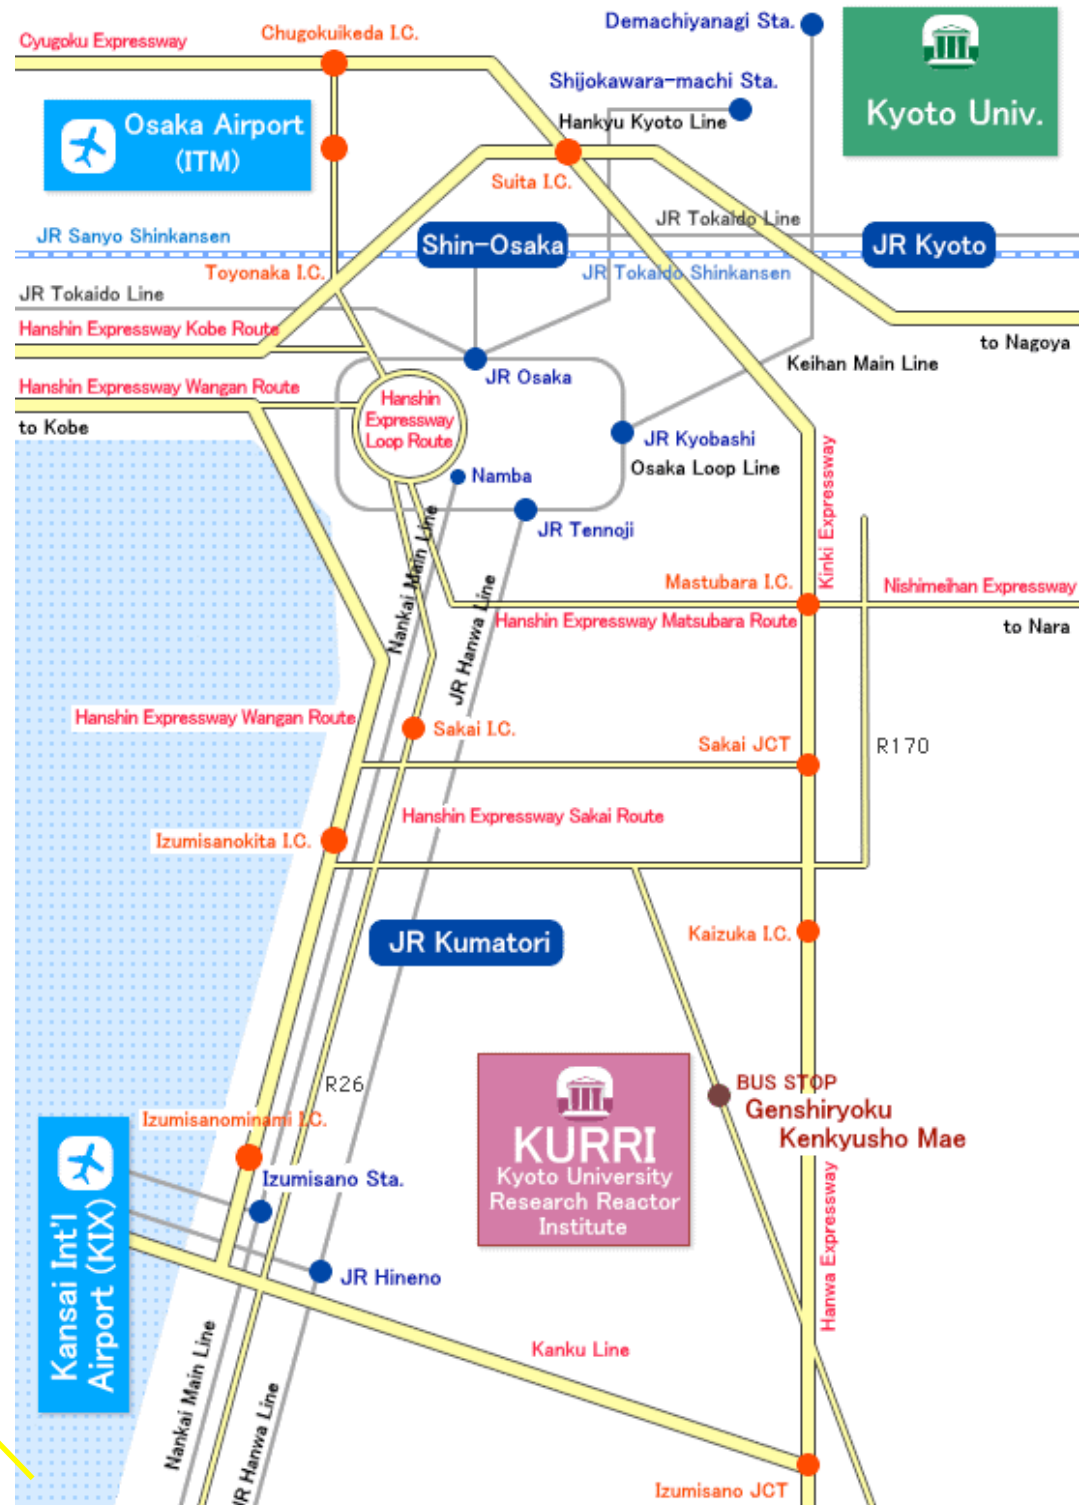 Demachiyanagi Sta.
Chugokuikeda I.C.
Cyugoku Expressway
Shijokawara-machi Sta.
Kyoto Univ.
Hankyu Kyoto Line
Osaka Airport
(ITM)
Suita I.C.
JR Tokaido Line
JR Sanyo Shinkansen
Shin-Osaka
JR Kyoto
Toyonaka I.C.
JR Tokaido Shinkansen
JR Tokaido Line
Hanshin Expressway Kobe Route
to Nagoya
Keihan Main Line
JR Osaka
Hanshin Expressway Wangan Route
Hanshin
Expressway
Loop Route
to Kobe
JR Kyobashi
Osaka Loop Line
Namba
JR Tennoji
Kinki Expressway
Nankai Main Line
JR Hanwa Line
Mastubara I.C.
Nishimeihan Expressway
Hanshin Expressway Matsubara Route
to Nara
Hanshin Expressway Wangan Route
Sakai I.C.
Sakai JCT
R170
Hanshin Expressway Sakai Route
Izumisanokita I.C.
JR Kumatori
Kaizuka I.C.
R26
BUS STOP
Genshiryoku
Kenkyusho Mae
Izumisanominami I.C.
KURRI
Kyoto University
Research Reactor
Institute
Izumisano Sta.
Kansai Int'l
Airport (KIX)
JR Hineno
Hanwa Expressway
Kanku Line
Nankai Main Line
JR Hanwa Line
Izumisano JCT